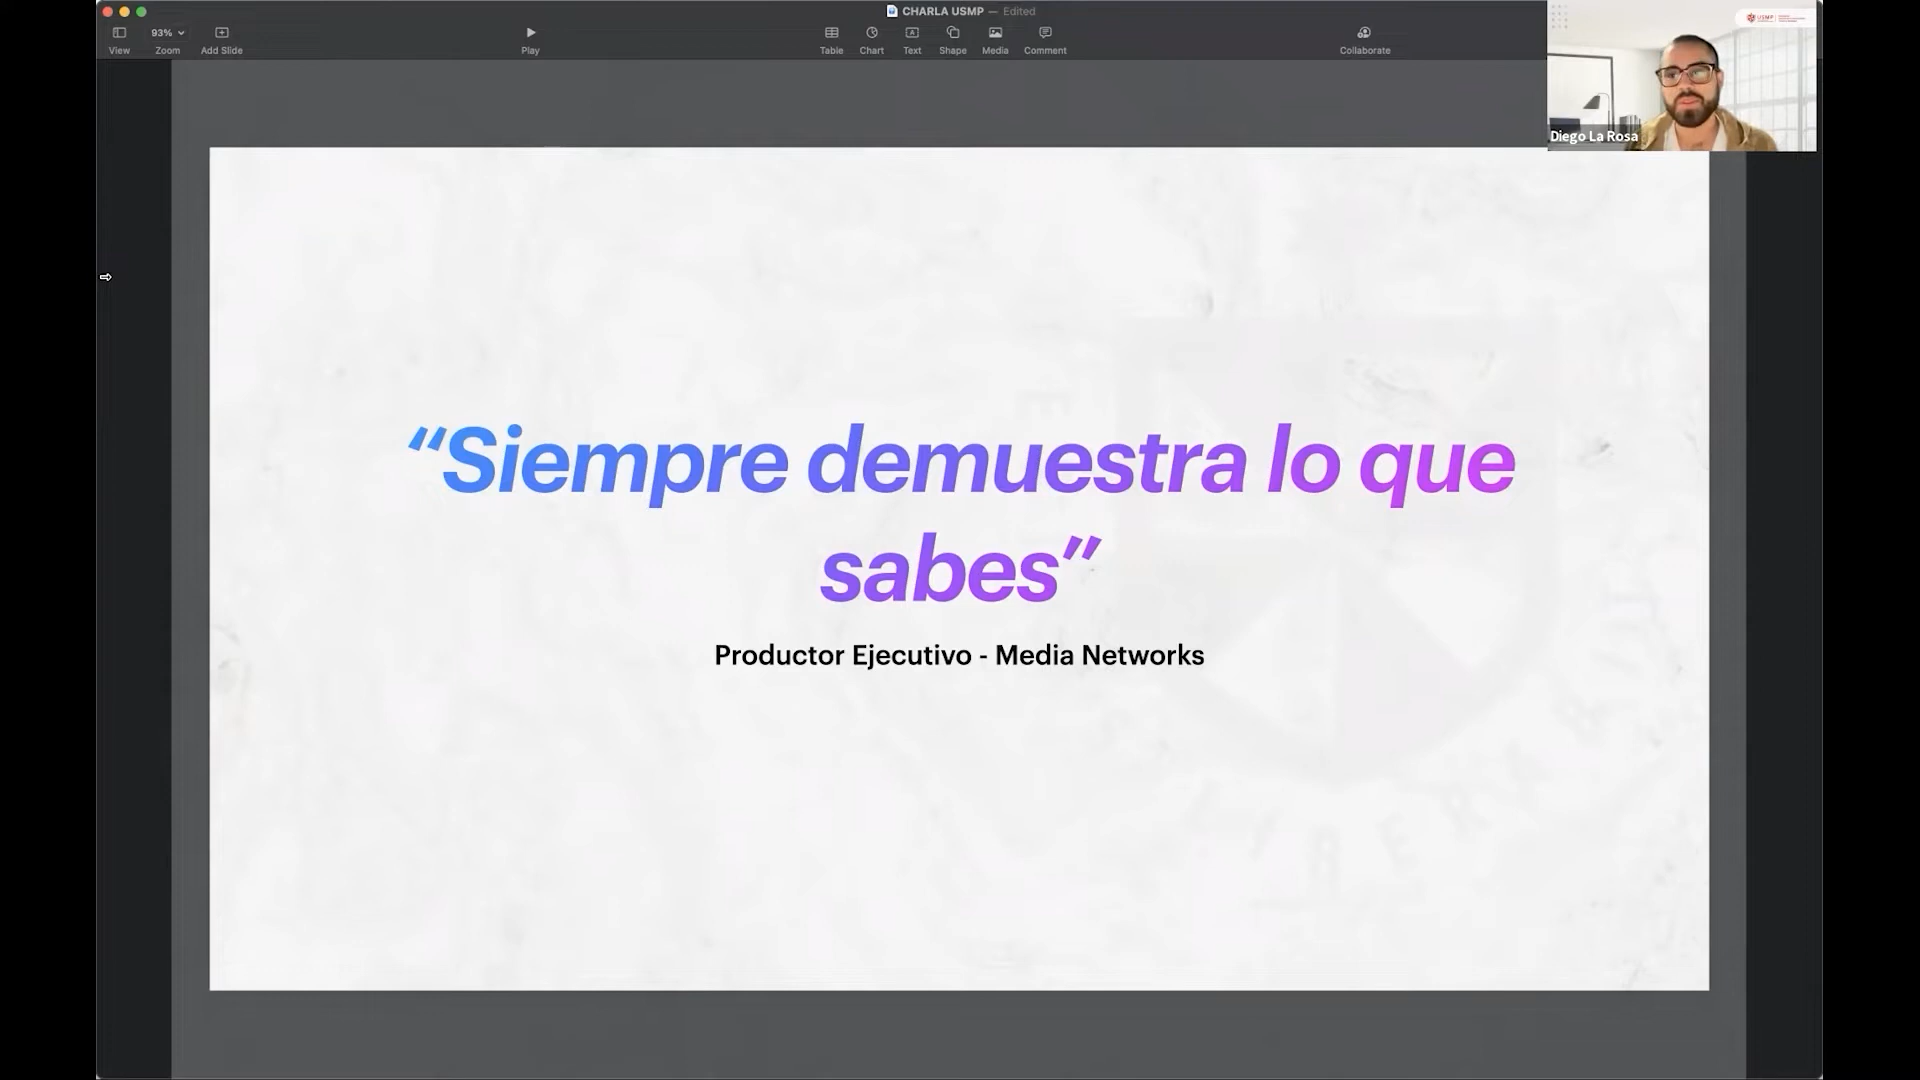 CHARLA USMP — Edited
93%
View
Zoom
Add Slide
Play
Table
Chart
Text
Shape
Media
Comment
Collaborate
USMP
Diego La Rosa
“Siempre demuestra lo que
sabes”
Productor Ejecutivo - Media Networks